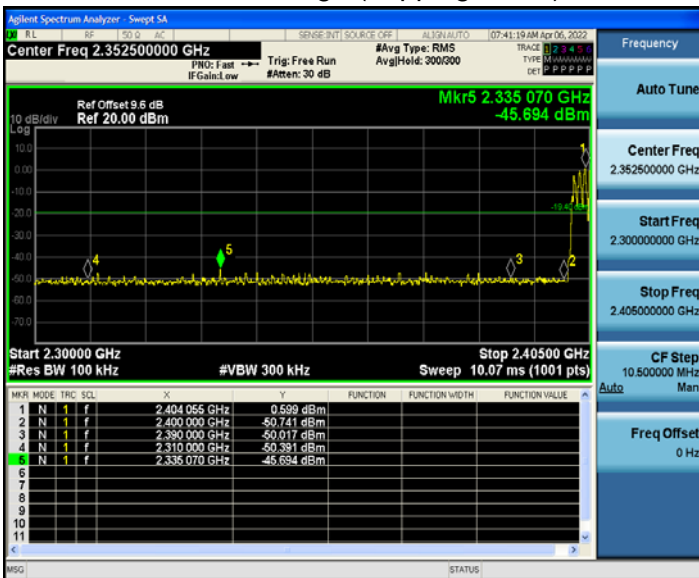 Agilent Spectrum Analyzer - Swept SA
RL RF 50 Ω AC SENSE:INT SOURCE OFF ALIGNAUTO 07:41:19 AM Apr 06, 2022
Center Freq 2.352500000 GHz
PNO: Fast
IFGain:Low
Trig: Free Run
#Atten: 30 dB
#Avg Type: RMS
Avg|Hold: 300/300
TRACE 1 2 3 4 5 6
TYPE MWWWWW
DET P P P P P P
Frequency
Auto Tune
Center Freq
2.352500000 GHz
Start Freq
2.300000000 GHz
Stop Freq
2.405000000 GHz
CF Step
10.500000 MHz
Auto Man
Freq Offset
0 Hz
Mkr5 2.335 070 GHz
-45.694 dBm
Ref Offset 9.6 dB
10 dB/div Ref 20.00 dBm
Log
10.0
0.00
-10.0
-20.0
-30.0
-40.0
-50.0
-60.0
-70.0
1
2
3
4
5
Start 2.30000 GHz Stop 2.40500 GHz
#Res BW 100 kHz #VBW 300 kHz Sweep 10.07 ms (1001 pts)
MKR MODE TRC SCL X Y FUNCTION FUNCTION WIDTH FUNCTION VALUE
1 N 1 f 2.404 055 GHz 0.599 dBm
2 N 1 f 2.400 000 GHz -50.741 dBm
3 N 1 f 2.390 000 GHz -50.017 dBm
4 N 1 f 2.310 000 GHz -50.391 dBm
5 N 1 f 2.335 070 GHz -45.694 dBm
6
7
8
9
10
11
MSG STATUS